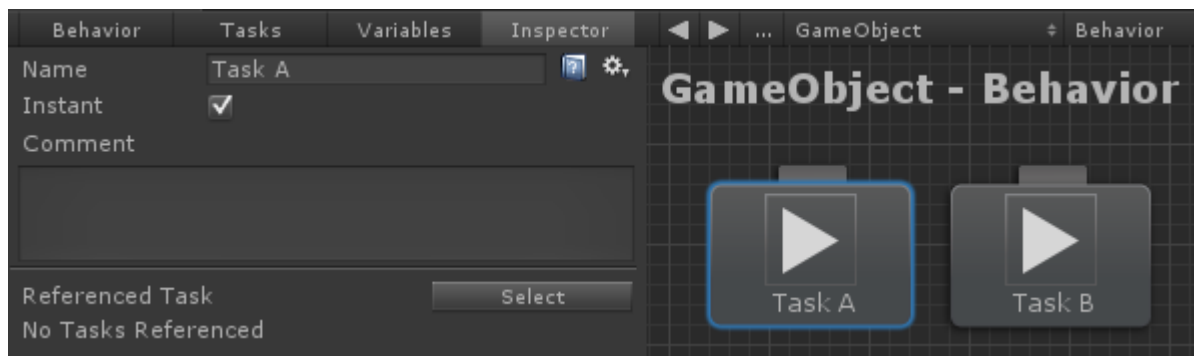 Behavior Tasks Variables Inspector ... GameObject Behavior
Name Task A
Instant
Comment
Referenced Task Select
No Tasks Referenced
GameObject - Behavior
Task A Task B